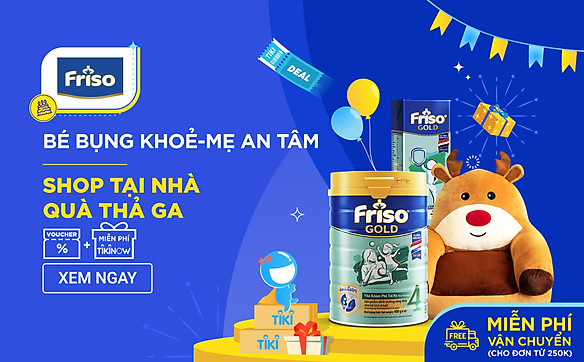 Friso
BÉ BỤNG KHOẺ-MẸ AN TÂM
SHOP TẠI NHÀ
QUÀ THẢ GA
VOUCHER
%
+
MIỄN PHÍ
TIKINOW
XEM NGAY
TIKI
DEAL
Friso
GOLD
Friso
GOLD
4
TIKI
TIKI
FREE
MIỄN PHÍ
VẬN CHUYỂN
(CHO ĐƠN TỪ 250K)